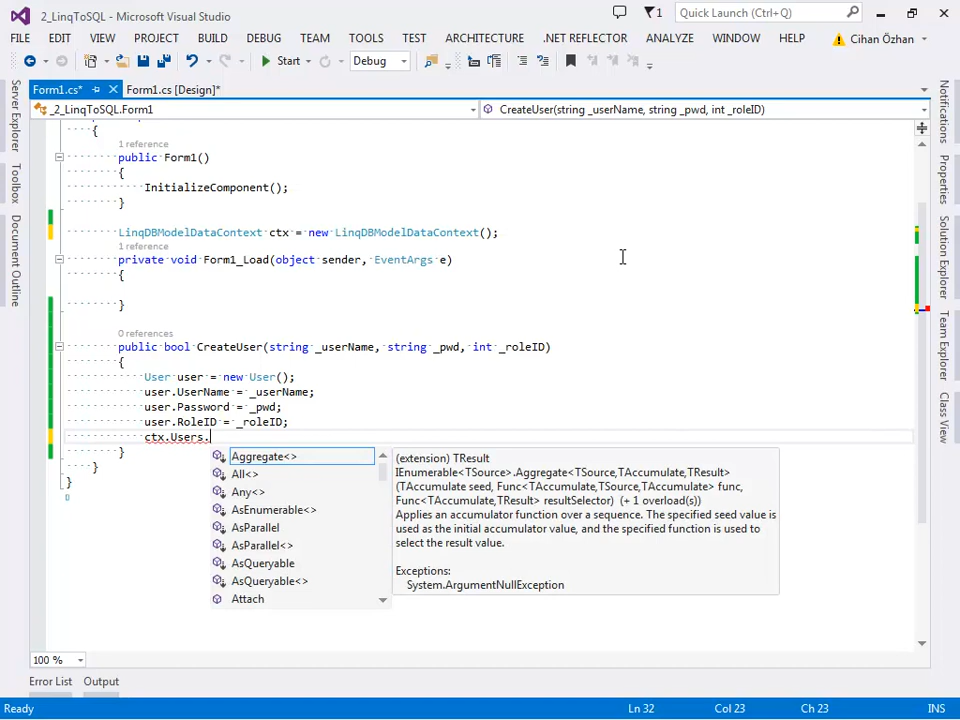 2_LinqToSQL - Microsoft Visual Studio
1
Quick Launch (Ctrl+Q)
FILE EDIT VIEW PROJECT BUILD DEBUG TEAM TOOLS TEST ARCHITECTURE .NET REFLECTOR ANALYZE WINDOW HELP Cihan Özhan
Start Debug
Form1.cs* Form1.cs [Design]*
_2_LinqToSQL.Form1 CreateUser(string _userName, string _pwd, int _roleID)
Server Explorer
Toolbox
Document Outline
{
1 reference
public Form1()
{
InitializeComponent();
}
LinqDBModelDataContext ctx = new LinqDBModelDataContext();
1 reference
private void Form1_Load(object sender, EventArgs e)
{
}
0 references
public bool CreateUser(string _userName, string _pwd, int _roleID)
{
User user = new User();
user.UserName = _userName;
user.Password = _pwd;
user.RoleID = _roleID;
ctx.Users.
}
}
}
Aggregate<>
All<>
Any<>
AsEnumerable<>
AsParallel
AsParallel<>
AsQueryable
AsQueryable<>
Attach
(extension) TResult
IEnumerable<TSource>.Aggregate<TSource,TAccumulate,TResult>
(TAccumulate seed, Func<TAccumulate,TSource,TAccumulate> func,
Func<TAccumulate,TResult> resultSelector) (+ 1 overload(s))
Applies an accumulator function over a sequence. The specified seed value is
used as the initial accumulator value, and the specified function is used to
select the result value.
Exceptions:
System.ArgumentNullException
Notifications
Properties
Solution Explorer
Team Explorer
Class View
100 %
Error List Output
Ready Ln 32 Col 23 Ch 23 INS